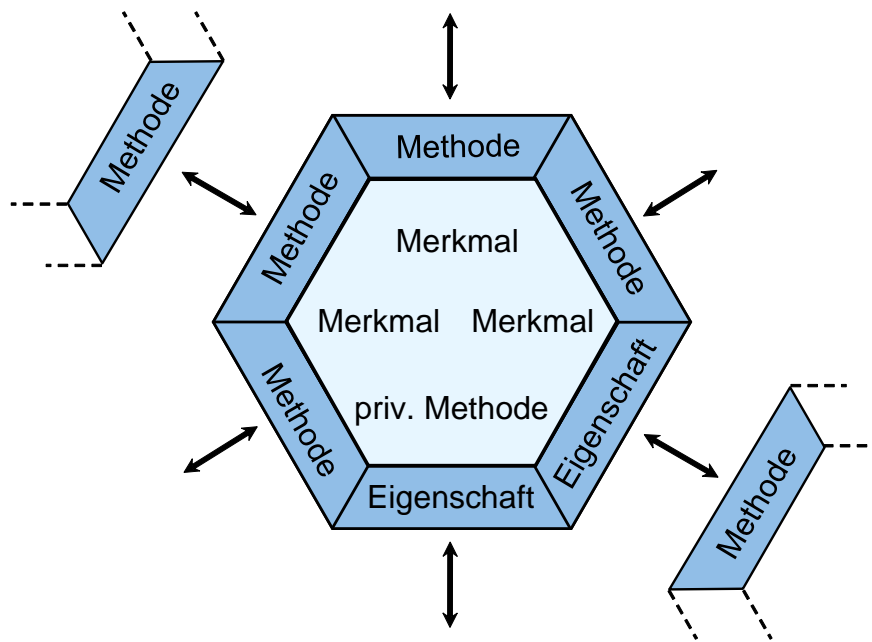 Methode
Methode
Methode
Methode
Merkmal
Merkmal Merkmal
Methode
Eigenschaft
priv. Methode
Eigenschaft
Methode